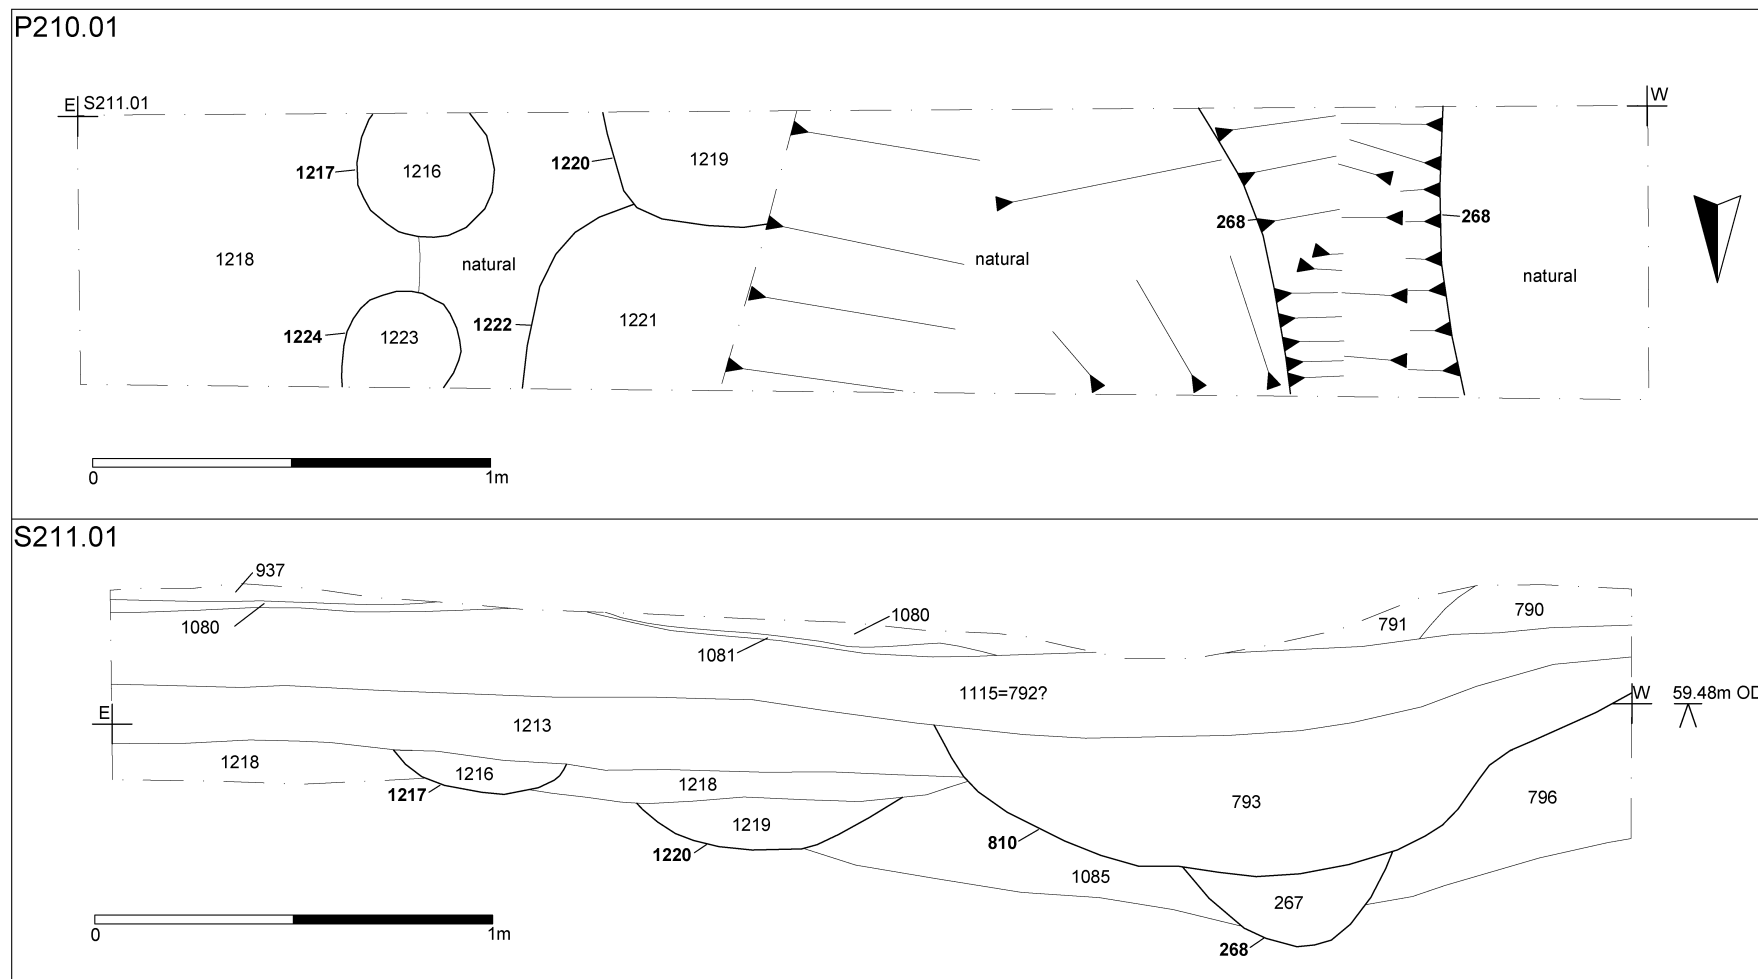 P210.01
E S211.01 W
1217 1216 1220 1219
268 268
1218 natural natural natural
1224 1223 1222 1221
0 1m
S211.01
937
1080 1080 791 790
1081
1115=792?
E 1213 W 59.48m OD
1218 1216 1218
1217 793 796
1219
1220 810
1085
267
0 1m
268